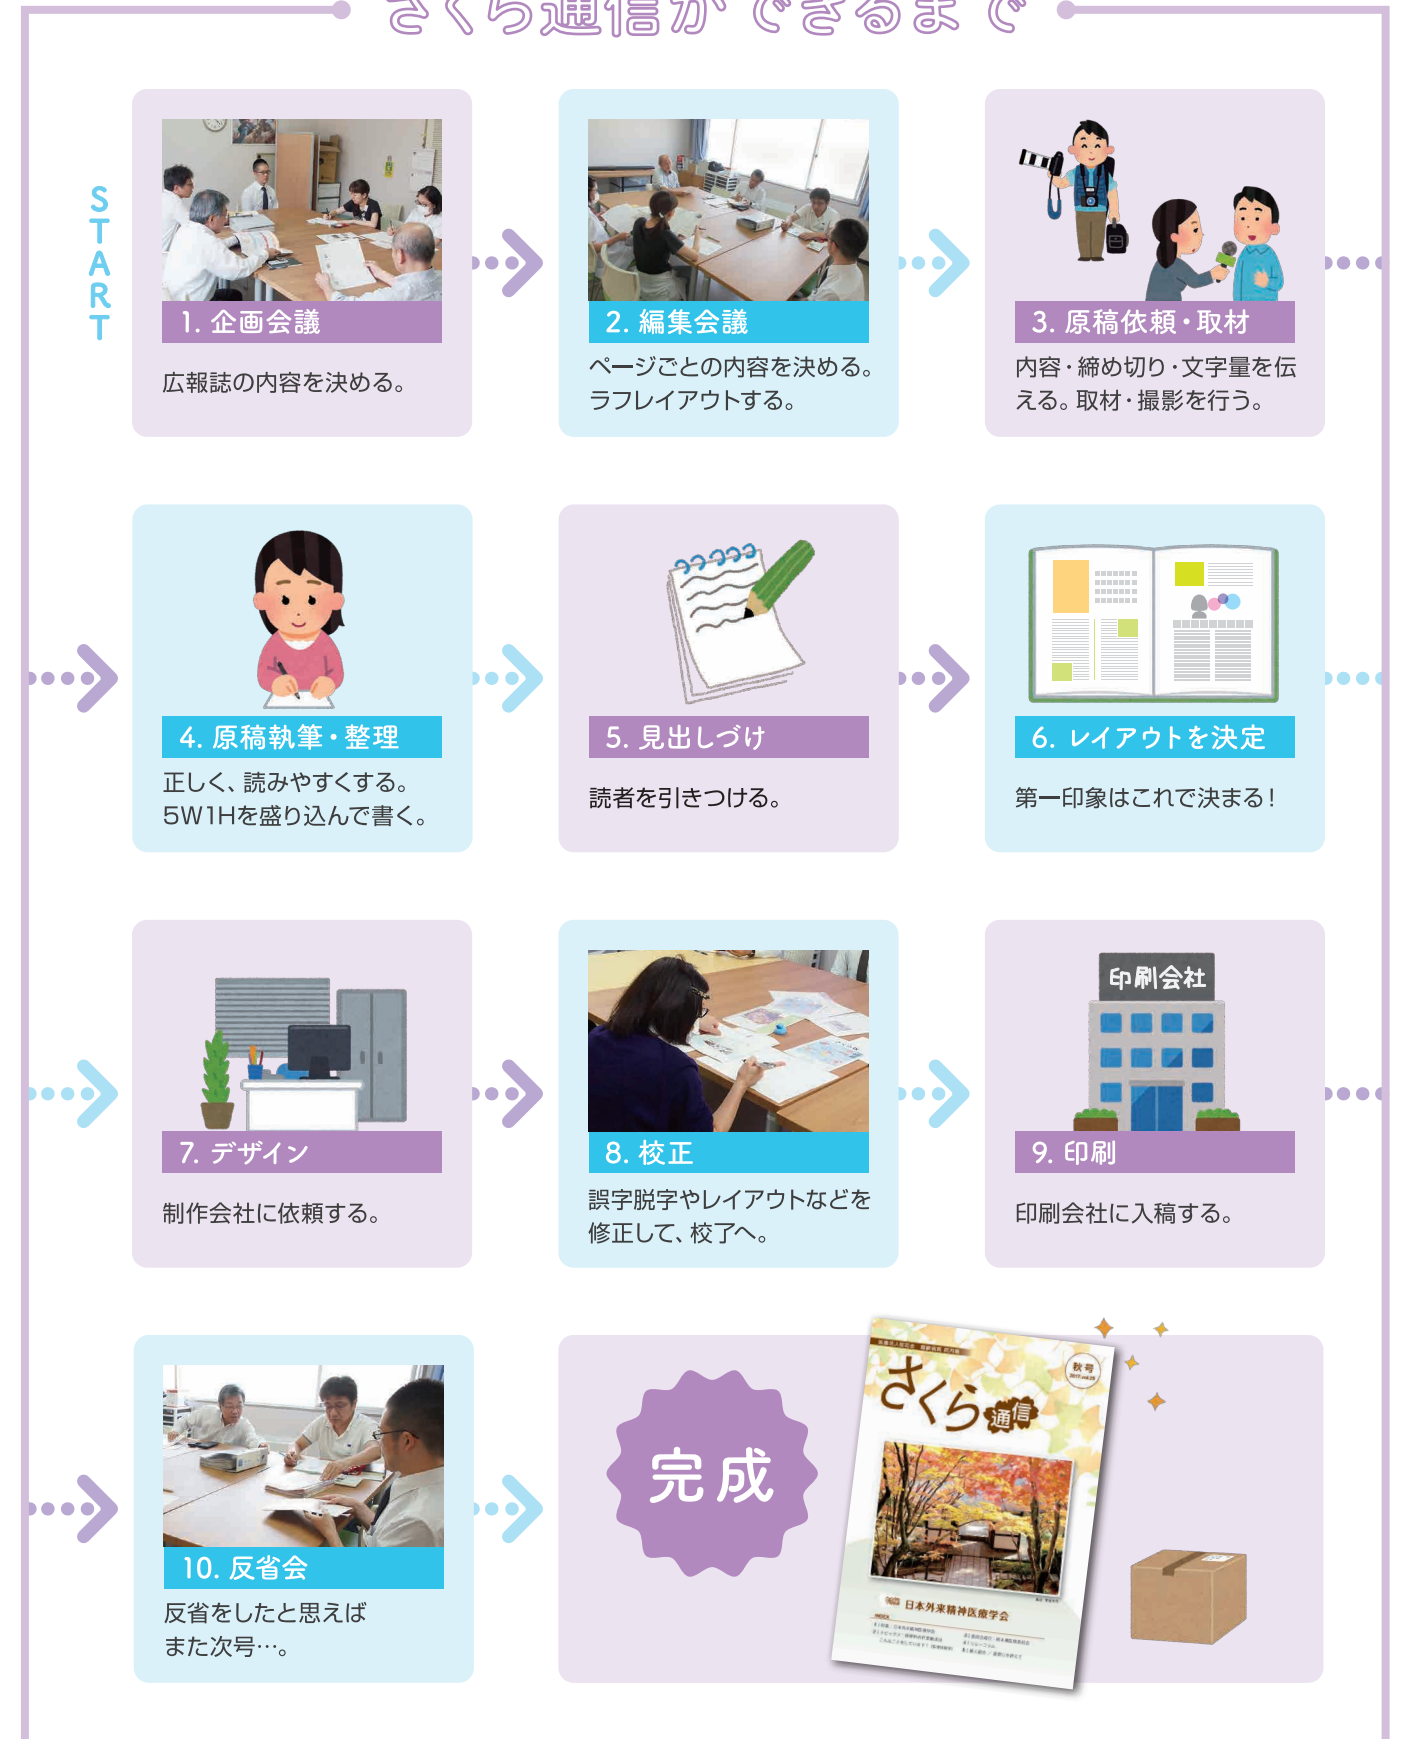 さくら通信ができるまで
START
1. 企画会議
広報誌の内容を決める。
2. 編集会議
ページごとの内容を決める。
ラフレイアウトする。
3. 原稿依頼・取材
内容・締め切り・文字量を伝
える。取材・撮影を行う。
4. 原稿執筆・整理
正しく、読みやすくする。
5W1Hを盛り込んで書く。
5. 見出しづけ
読者を引きつける。
6. レイアウトを決定
第一印象はこれで決まる!
7. デザイン
制作会社に依頼する。
8. 校正
誤字脱字やレイアウトなどを
修正して、校了へ。
印刷会社
9. 印刷
印刷会社に入稿する。
10. 反省会
反省をしたと思えば
また次号…。
完成
秋号
さくら通信
日本外来精神医療学会
INDEX